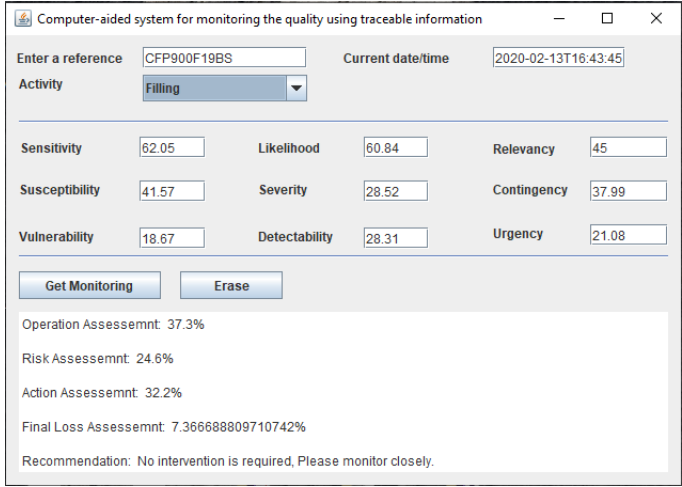 Computer-aided system for monitoring the quality using traceable information
Enter a reference CFP900F19BS Current date/time 2020-02-13T16:43:45
Activity Filling
Sensitivity 62.05 Likelihood 60.84 Relevancy 45
Susceptibility 41.57 Severity 28.52 Contingency 37.99
Vulnerability 18.67 Detectability 28.31 Urgency 21.08
Get Monitoring Erase
Operation Assessemnt: 37.3%
Risk Assessemnt: 24.6%
Action Assessemnt: 32.2%
Final Loss Assessemnt: 7.366688809710742%
Recommendation: No intervention is required, Please monitor closely.